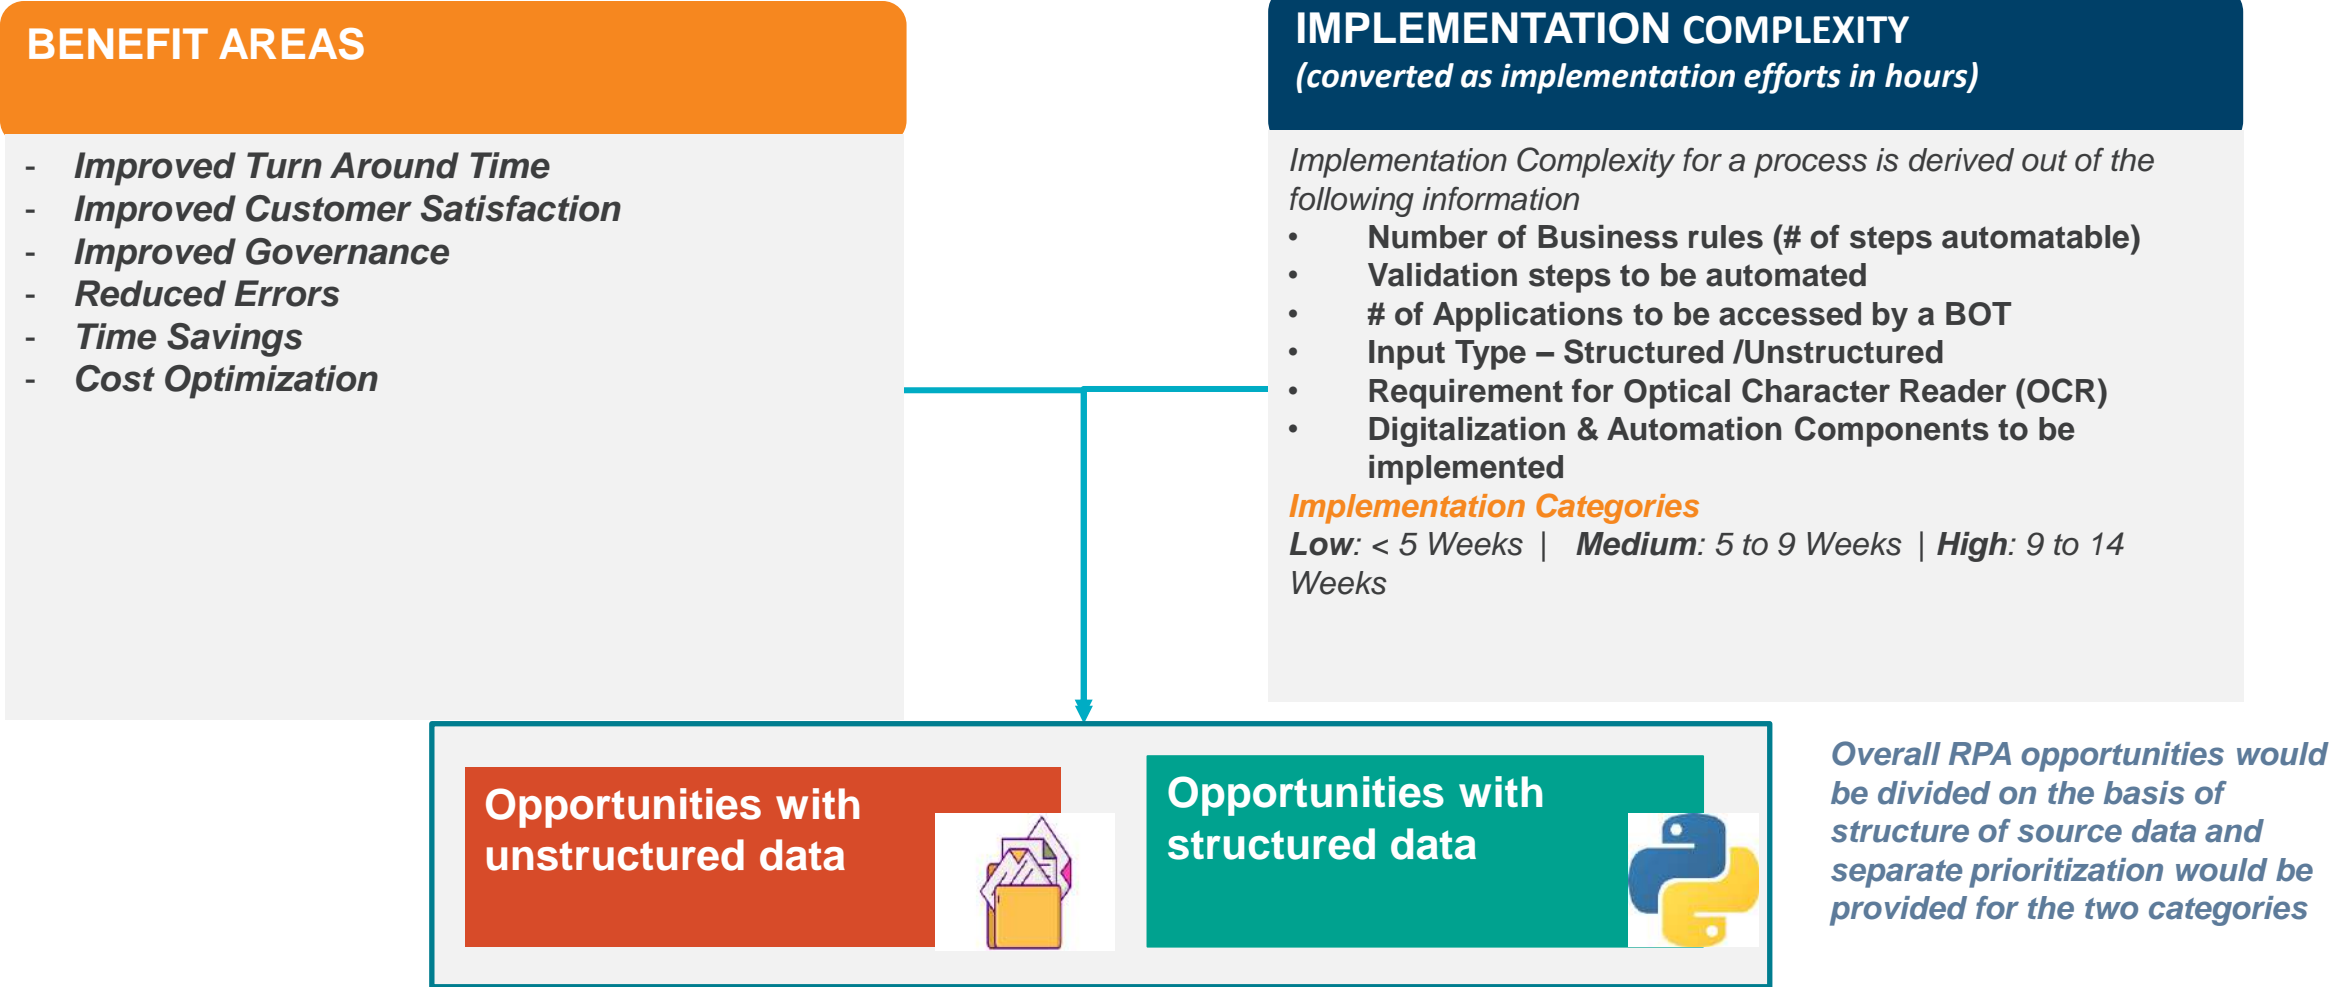 BENEFIT AREAS
- Improved Turn Around Time
- Improved Customer Satisfaction
- Improved Governance
- Reduced Errors
- Time Savings
- Cost Optimization
IMPLEMENTATION COMPLEXITY
(converted as implementation efforts in hours)
Implementation Complexity for a process is derived out of the
following information
• Number of Business rules (# of steps automatable)
• Validation steps to be automated
• # of Applications to be accessed by a BOT
• Input Type – Structured /Unstructured
• Requirement for Optical Character Reader (OCR)
• Digitalization & Automation Components to be
implemented
Implementation Categories
Low: < 5 Weeks | Medium: 5 to 9 Weeks | High: 9 to 14
Weeks
Opportunities with
unstructured data
Opportunities with
structured data
Overall RPA opportunities would
be divided on the basis of
structure of source data and
separate prioritization would be
provided for the two categories